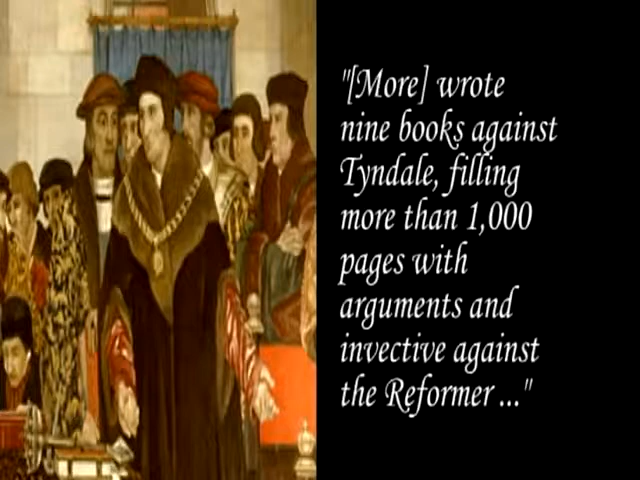 "[More] wrote
nine books against
Tyndale, filling
more than 1,000
pages with
arguments and
invective against
the Reformer ..."